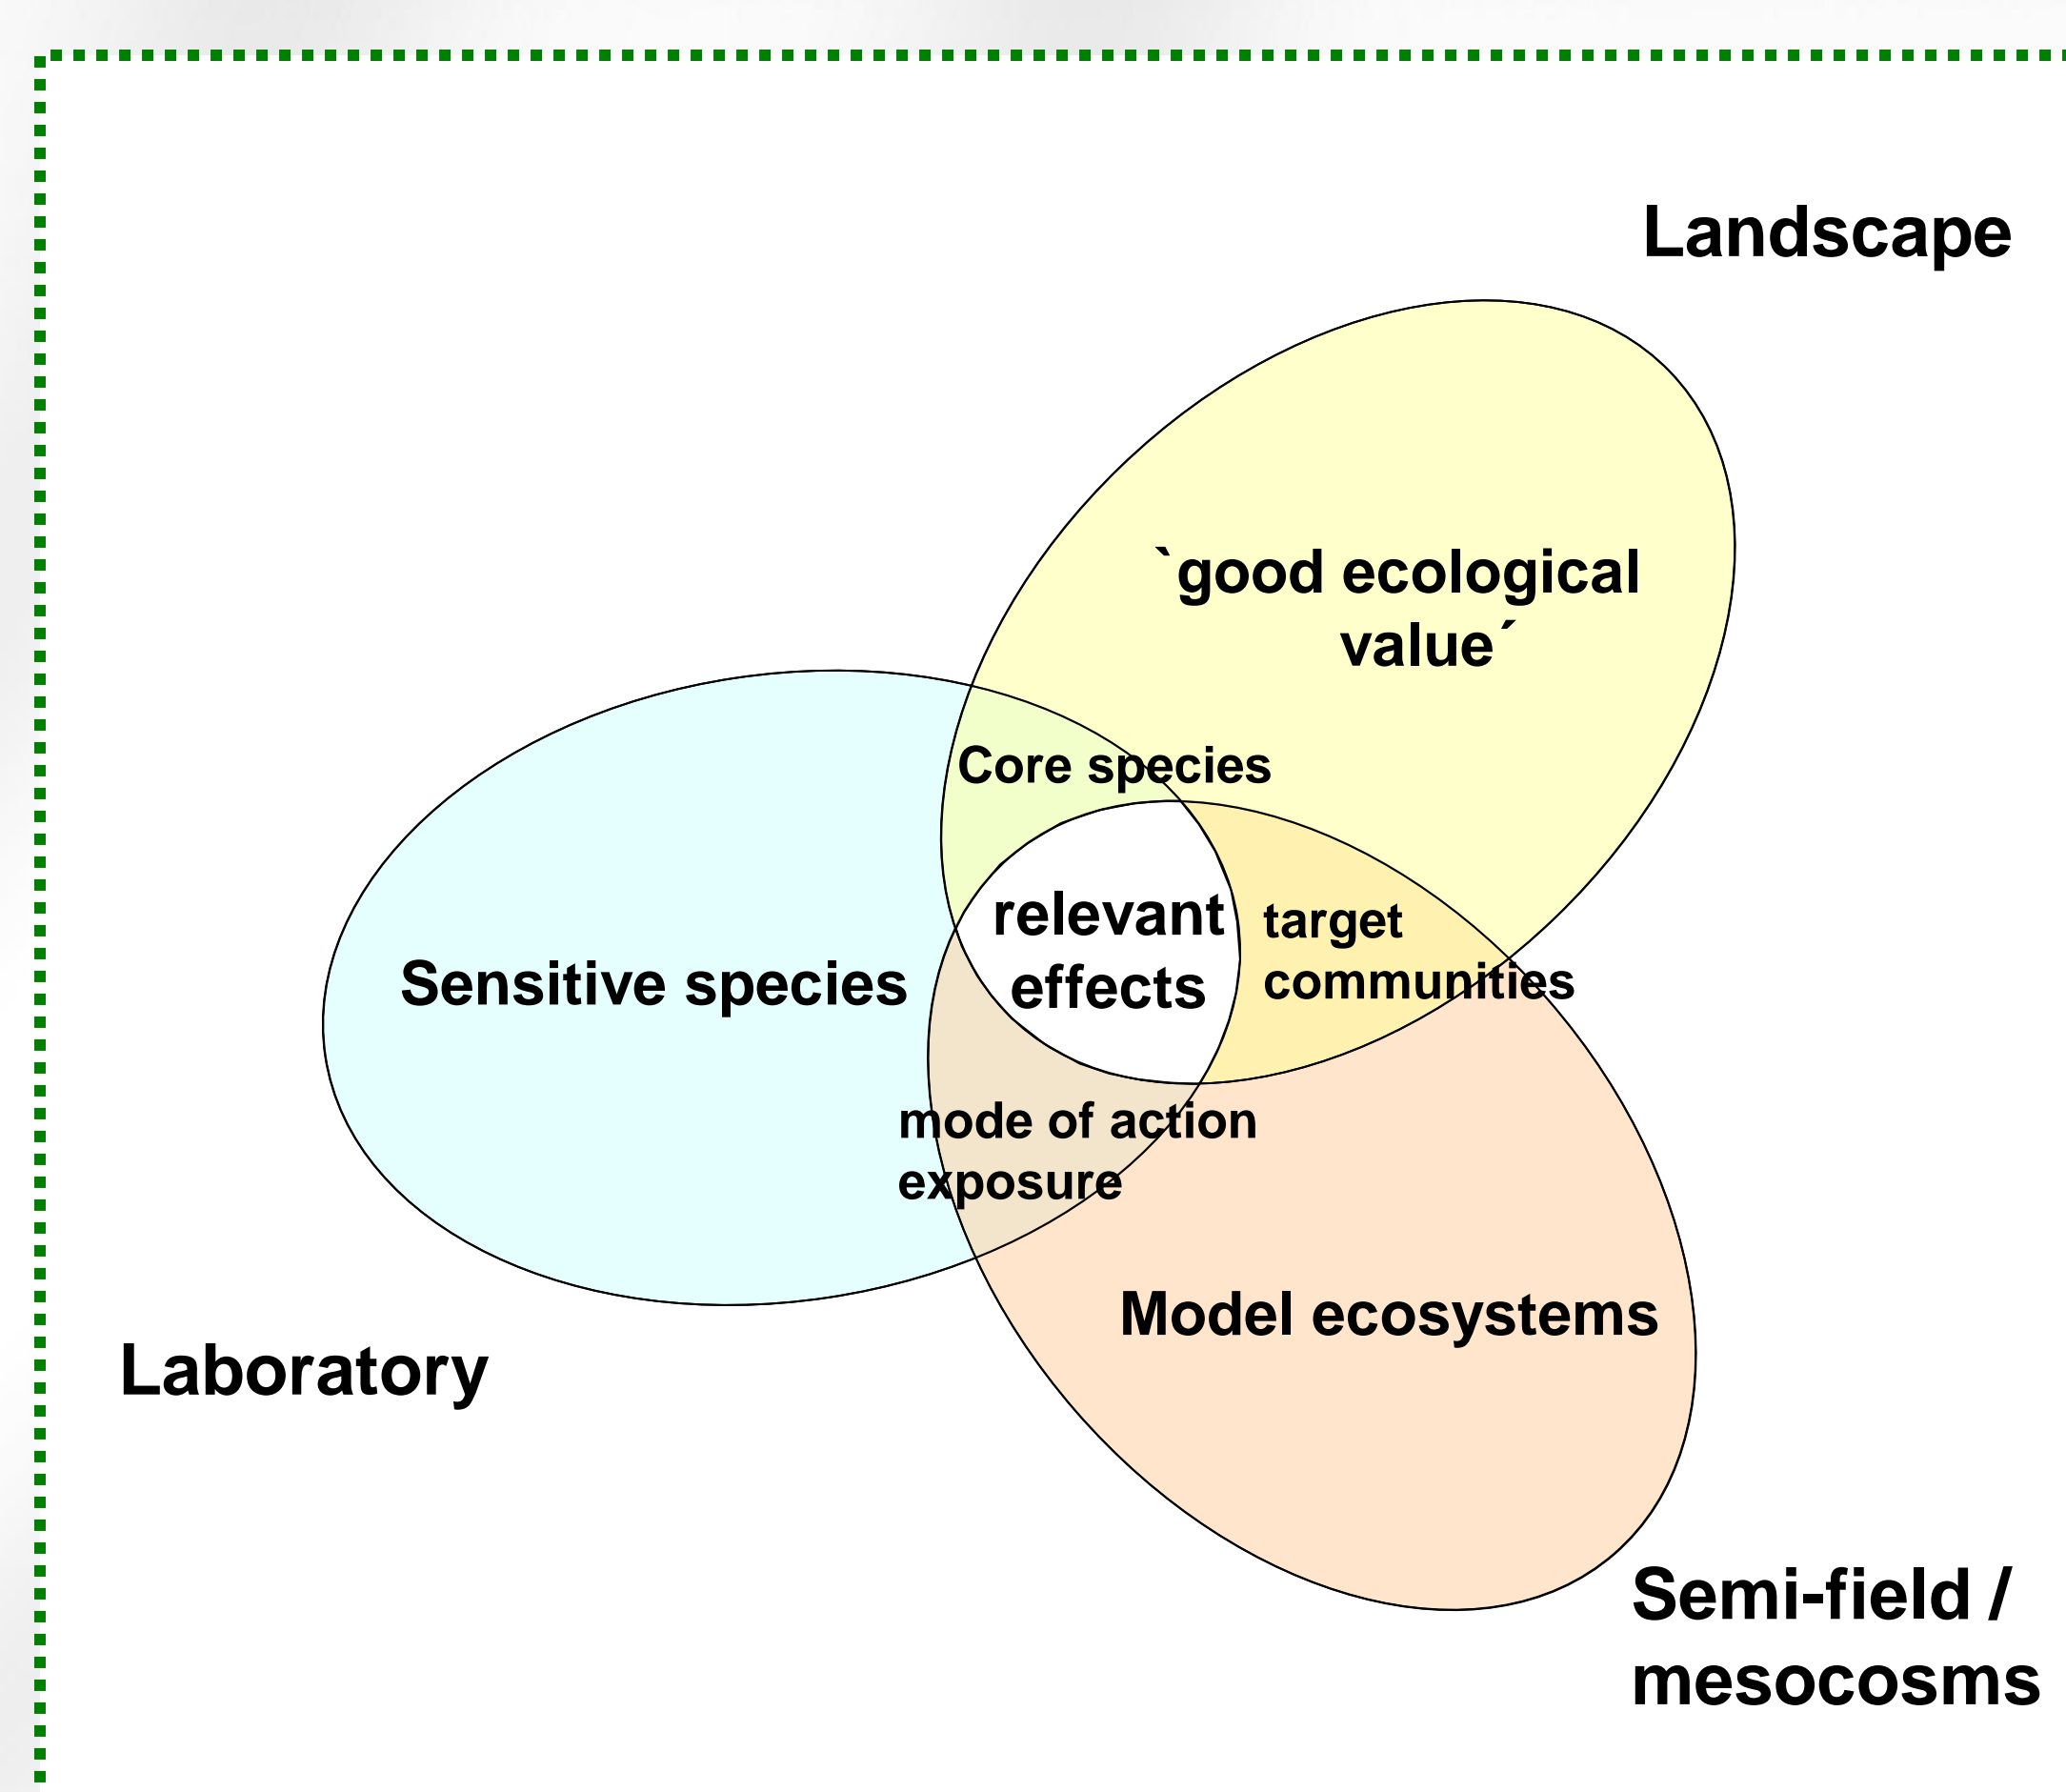 Landscape
`good ecological
value´
Core species
relevant
effects
target
communities
Sensitive species
mode of action
exposure
Model ecosystems
Laboratory
Semi-field /
mesocosms